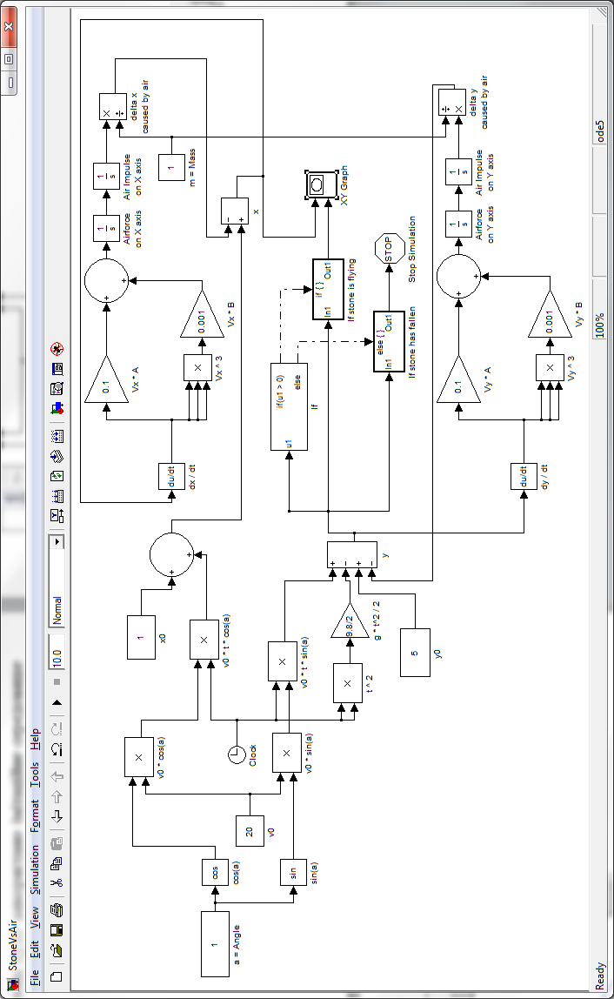 StoneVsAir
File Edit View Simulation Format Tools Help
10.0 Normal
1
a = Angle
cos
cos(a)
sin
sin(a)
20
v0
v0 * cos(a)
v0 * sin(a)
Clock
1
x0
v0 * t * cos(a)
v0 * t * sin(a)
t ^ 2
9.8/2
g * t^2 / 2
5
y0
y
du/dt
dx / dt
0.1
Vx * A
Vx ^ 3
0.001
Vx * B
1
s
Airforce
on X axis
1
s
Air Impulse
on X axis
delta x
caused by air
1
m = Mass
x
u1
if(u1 > 0)
else
If
if { }
In1
Out1
If stone is flying
else { }
In1
Out1
If stone has fallen
STOP
Stop Simulation
XY Graph
du/dt
dy / dt
0.1
Vy * A
Vy ^ 3
0.001
Vy * B
1
s
Airforce
on Y axis
1
s
Air Impulse
on Y axis
delta y
caused by air
Ready 100% ode5